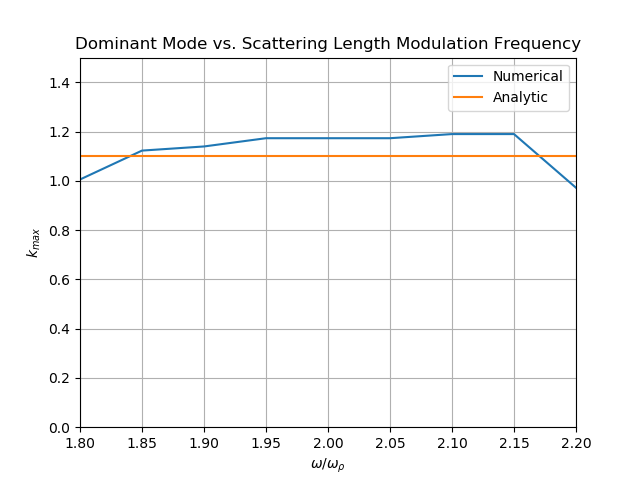 Dominant Mode vs. Scattering Length Modulation Frequency
Numerical
Analytic
1.4
1.2
1.0
0.8
0.6
0.4
0.2
0.0
k_max
1.80 1.85 1.90 1.95 2.00 2.05 2.10 2.15 2.20
ω/ω_ρ